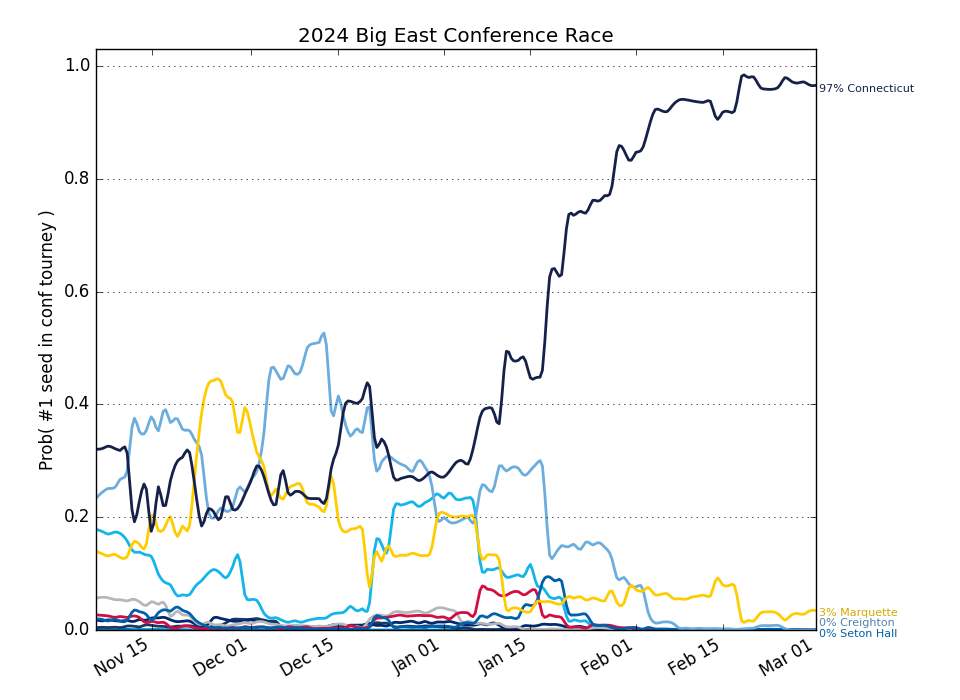 2024 Big East Conference Race
Prob( #1 seed in conf tourney )
1.0
0.8
0.6
0.4
0.2
0.0
97% Connecticut
3% Marquette
0% Creighton
0% Seton Hall
Nov 15
Dec 01
Dec 15
Jan 01
Jan 15
Feb 01
Feb 15
Mar 01